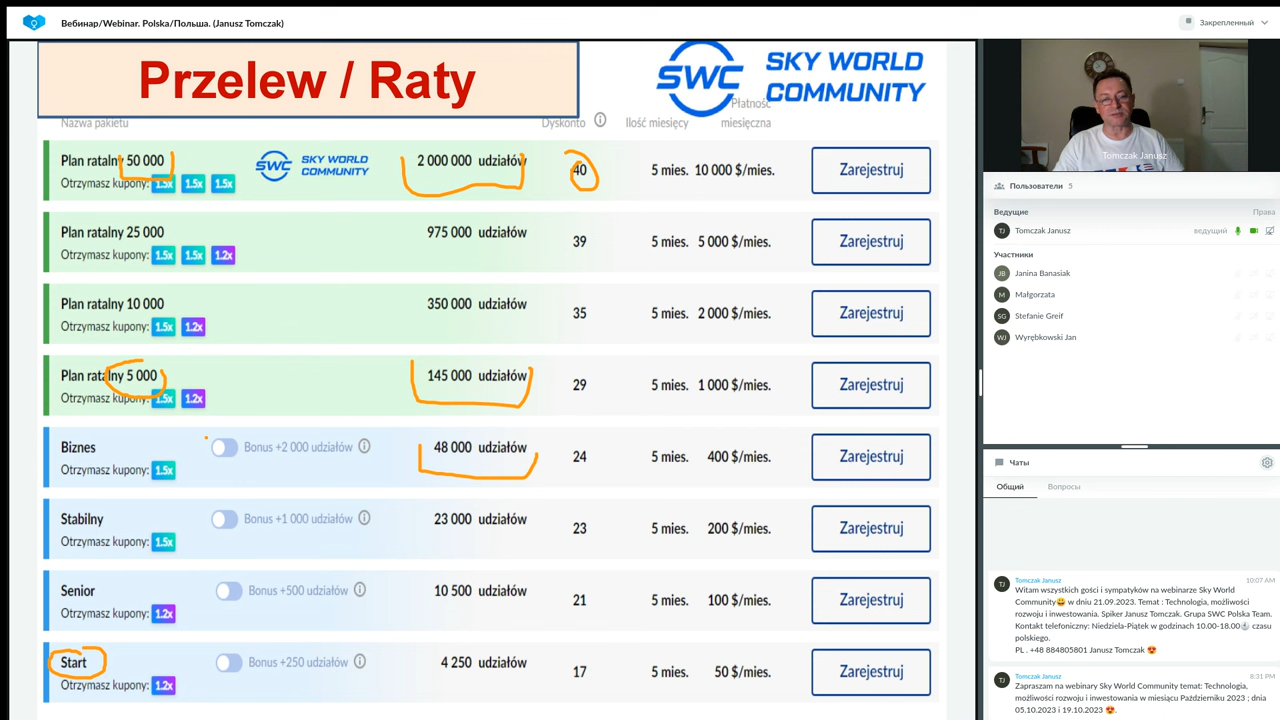 Вебинар/Webinar. Polska/Польша. (Janusz Tomczak)
Закрепленный
Przelew / Raty
SWC
SKY WORLD
COMMUNITY
Nazwa pakietu
Dyskonto
Ilość miesięcy
Płatność
miesięczna
Plan ratalny 50 000
SWC SKY WORLD
COMMUNITY
2 000 000 udziałów
40
5 mies.
10 000 $/mies.
Zarejestruj
Otrzymasz kupony: 1.5x 1.5x 1.5x
Plan ratalny 25 000
975 000 udziałów
39
5 mies.
5 000 $/mies.
Zarejestruj
Otrzymasz kupony: 1.5x 1.5x 1.2x
Plan ratalny 10 000
350 000 udziałów
35
5 mies.
2 000 $/mies.
Zarejestruj
Otrzymasz kupony: 1.5x 1.2x
Plan ratalny 5 000
145 000 udziałów
29
5 mies.
1 000 $/mies.
Zarejestruj
Otrzymasz kupony: 1.5x 1.2x
Biznes
Bonus +2 000 udziałów
48 000 udziałów
24
5 mies.
400 $/mies.
Zarejestruj
Otrzymasz kupony: 1.5x
Stabilny
Bonus +1 000 udziałów
23 000 udziałów
23
5 mies.
200 $/mies.
Zarejestruj
Otrzymasz kupony: 1.5x
Senior
Bonus +500 udziałów
10 500 udziałów
21
5 mies.
100 $/mies.
Zarejestruj
Otrzymasz kupony: 1.2x
Start
Bonus +250 udziałów
4 250 udziałów
17
5 mies.
50 $/mies.
Zarejestruj
Otrzymasz kupony: 1.2x
Tomczak Janusz
Пользователи 5
Ведущие
Права
TJ Tomczak Janusz
ведущий
Участники
JB Janina Banasiak
M Małgorzata
SG Stefanie Greif
WJ Wyrębkowski Jan
Чаты
Общий
Вопросы
TJ
Tomczak Janusz
10:07 AM
Witam wszystkich gości i sympatyków na webinarze Sky World
Community😃 w dniu 21.09.2023. Temat : Technologia, możliwości
rozwoju i inwestowania. Spiker Janusz Tomczak. Grupa SWC Polska Team.
Kontakt telefoniczny: Niedziela-Piątek w godzinach 10.00-18.00 czasu
polskiego.
PL . +48 884805801 Janusz Tomczak 😍
TJ
Tomczak Janusz
8:31 PM
Zapraszam na webinary Sky World Community temat: Technologia,
możliwości rozwoju i inwestowania w miesiącu Październiku 2023 ; dnia
05.10.2023 i 19.10.2023 😍.